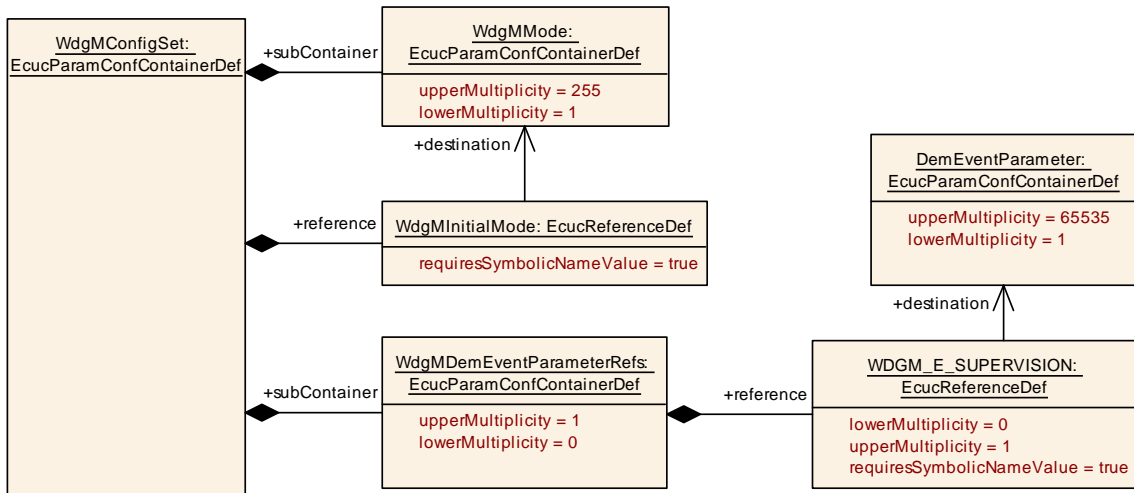 WdgMConfigSet:
EcucParamConfContainerDef
+subContainer
WdgMMode:
EcucParamConfContainerDef
upperMultiplicity = 255
lowerMultiplicity = 1
+destination
+reference
WdgMInitialMode: EcucReferenceDef
requiresSymbolicNameValue = true
DemEventParameter:
EcucParamConfContainerDef
upperMultiplicity = 65535
lowerMultiplicity = 1
+destination
+subContainer
WdgMDemEventParameterRefs:
EcucParamConfContainerDef
upperMultiplicity = 1
lowerMultiplicity = 0
+reference
WDGM_E_SUPERVISION:
EcucReferenceDef
lowerMultiplicity = 0
upperMultiplicity = 1
requiresSymbolicNameValue = true